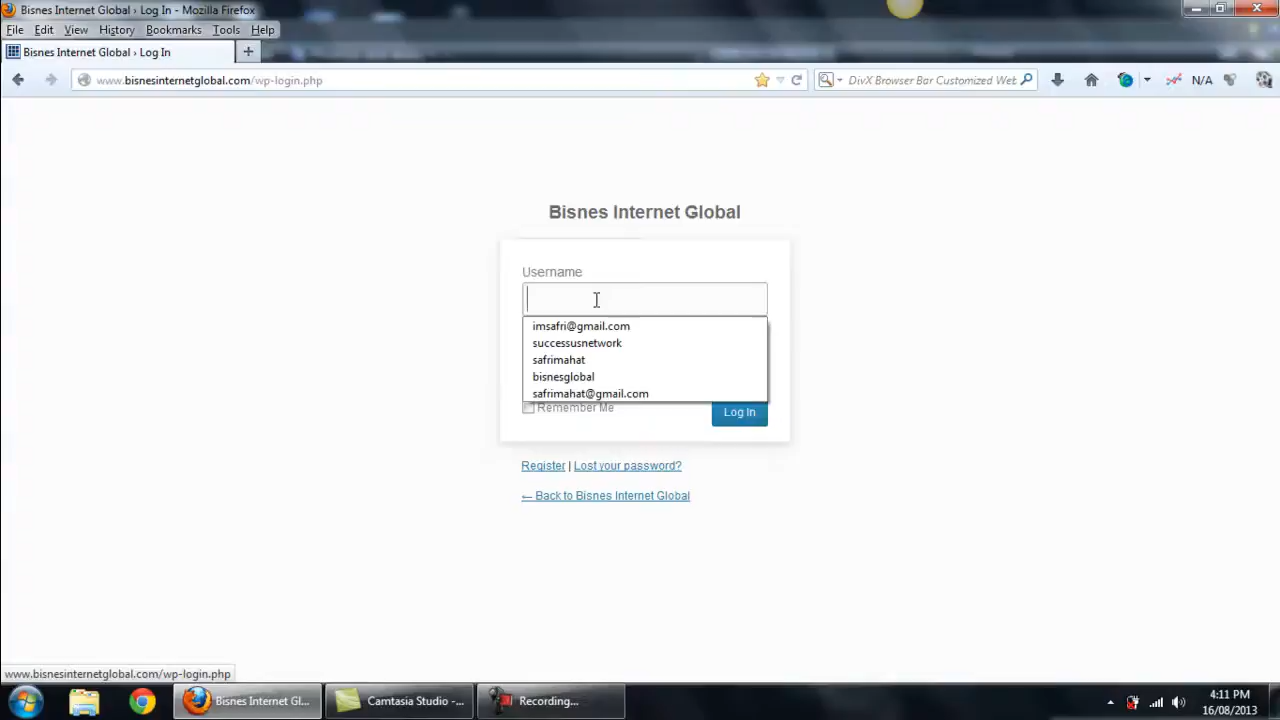 Bisnes Internet Global › Log In - Mozilla Firefox
File Edit View History Bookmarks Tools Help
Bisnes Internet Global › Log In
www.bisnesinternetglobal.com/wp-login.php
DivX Browser Bar Customized Web
N/A
Bisnes Internet Global
Username
imsafri@gmail.com
successusnetwork
safrimahat
bisnesglobal
safrimahat@gmail.com
Remember Me
Log In
Register | Lost your password?
← Back to Bisnes Internet Global
www.bisnesinternetglobal.com/wp-login.php
Bisnes Internet Gl...
Camtasia Studio -...
Recording...
4:11 PM
16/08/2013